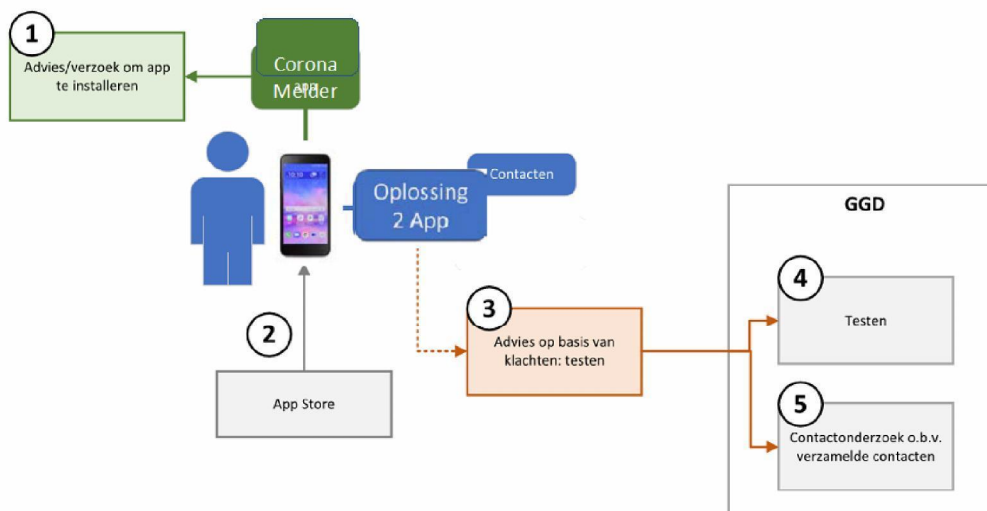 1
Advies/verzoek om app
te installeren
Corona
Melder
app
Contacten
Oplossing
2 App
GGD
4
Testen
3
Advies op basis van
klachten: testen
2
App Store
5
Contactonderzoek o.b.v.
verzamelde contacten